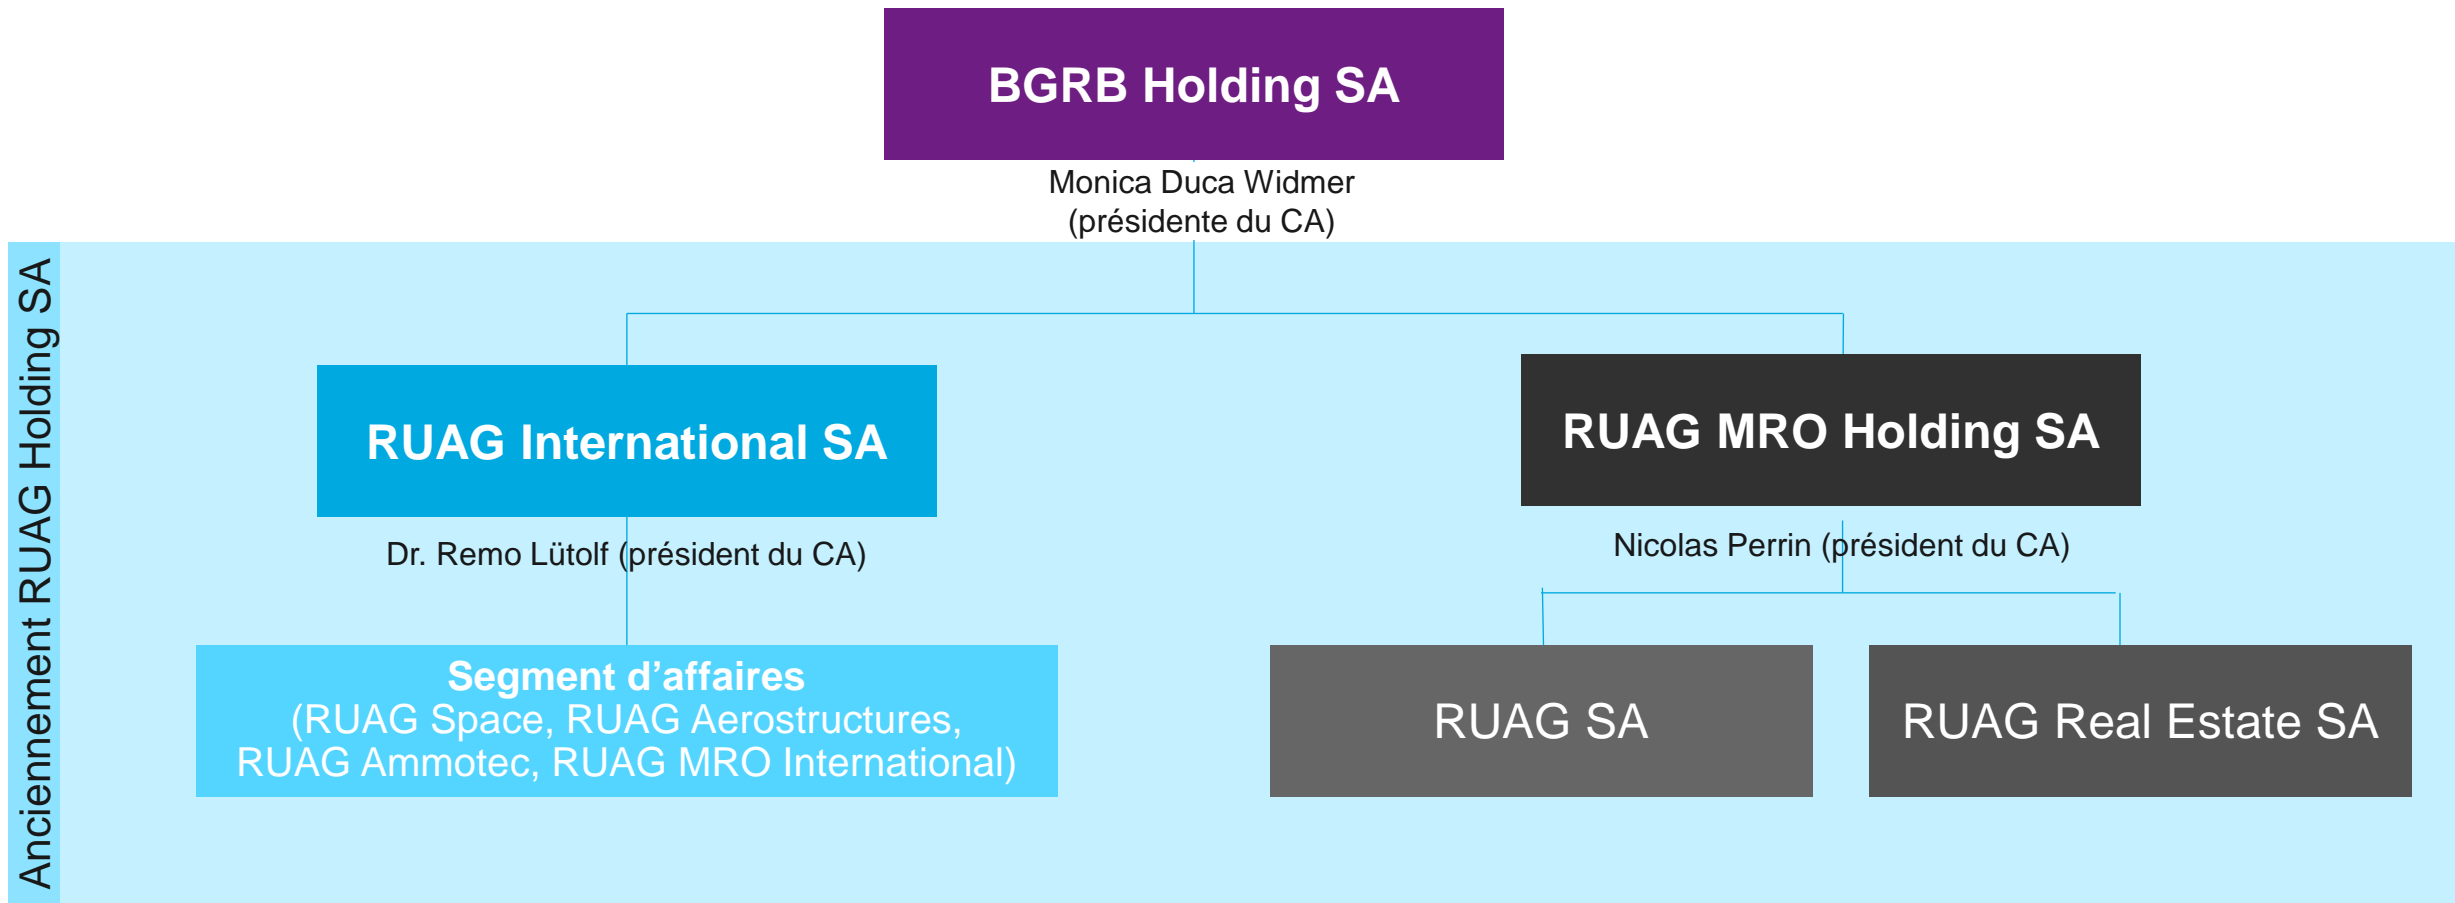 BGRB Holding SA
Monica Duca Widmer
(présidente du CA)
Anciennement RUAG Holding SA
RUAG International SA
Dr. Remo Lütolf (président du CA)
Segment d’affaires
(RUAG Space, RUAG Aerostructures,
RUAG Ammotec, RUAG MRO International)
RUAG MRO Holding SA
Nicolas Perrin (président du CA)
RUAG SA
RUAG Real Estate SA